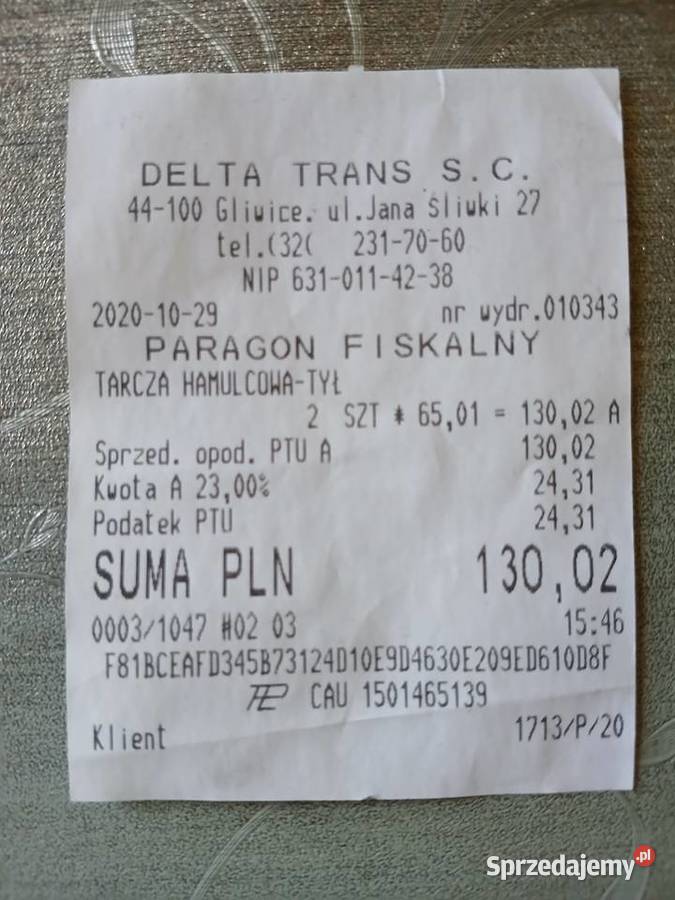 DELTA TRANS S.C.
44-100 Gliwice. ul.Jana Śliwki 27
tel.(32( 231-70-60
NIP 631-011-42-38
2020-10-29 nr wydr.010343
PARAGON FISKALNY
TARCZA HAMULCOWA-TYŁ
2 SZT * 65,01 = 130,02 A
Sprzed. opod. PTU A 130,02
Kwota A 23,00% 24,31
Podatek PTU 24,31
SUMA PLN 130,02
0003/1047 #02 03 15:46
F81BCEAFD345B73124D10E9D4630E209ED610D8F
CAU 1501465139
Klient 1713/P/20
Sprzedajemy.pl